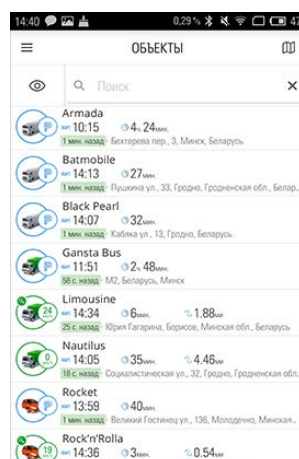 14:40 0,29% 47
ОБЪЕКТЫ
Поиск
Armada
10:15 4ч. 24мин.
1 мин. назад Бехтерева пер., 3, Минск, Беларусь
Batmobile
14:13 27мин.
1 мин. назад Пушкина ул., 33, Гродно, Гродненская обл., Белар..
Black Pearl
14:07 32мин.
1 мин. назад Кабяка ул., 13, Гродно, Беларусь
Gansta Bus
11:51 2ч. 48мин.
58 с. назад М2, Беларусь, Минск
Limousine
24 14:34 6мин. 1.88км
25 с. назад Юрия Гагарина, Борисов, Минская обл., Беларусь
Nautilus
0 14:05 35мин. 4.46км
18 с. назад Социалистическая ул., 32, Гродно, Гродненская обл.
Rocket
13:59 40мин.
1 мин. назад Великий Гостинец ул., 136, Молодечно, Минская..
Rock'n'Rolla
19 14:36 3мин. 0.54км